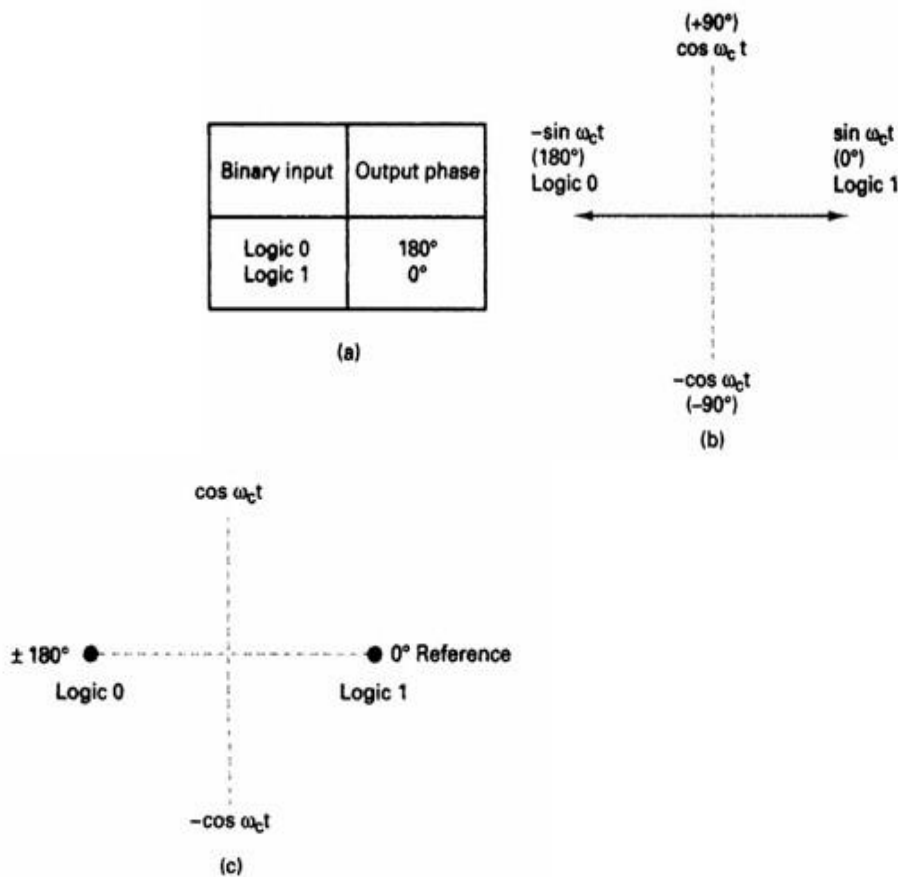 Binary input Output phase
Logic 0 180°
Logic 1 0°
(a)
(+90°)
cos ωc t
–sin ωct
(180°)
Logic 0
sin ωct
(0°)
Logic 1
–cos ωct
(–90°)
(b)
cos ωct
± 180°
Logic 0
0° Reference
Logic 1
–cos ωct
(c)